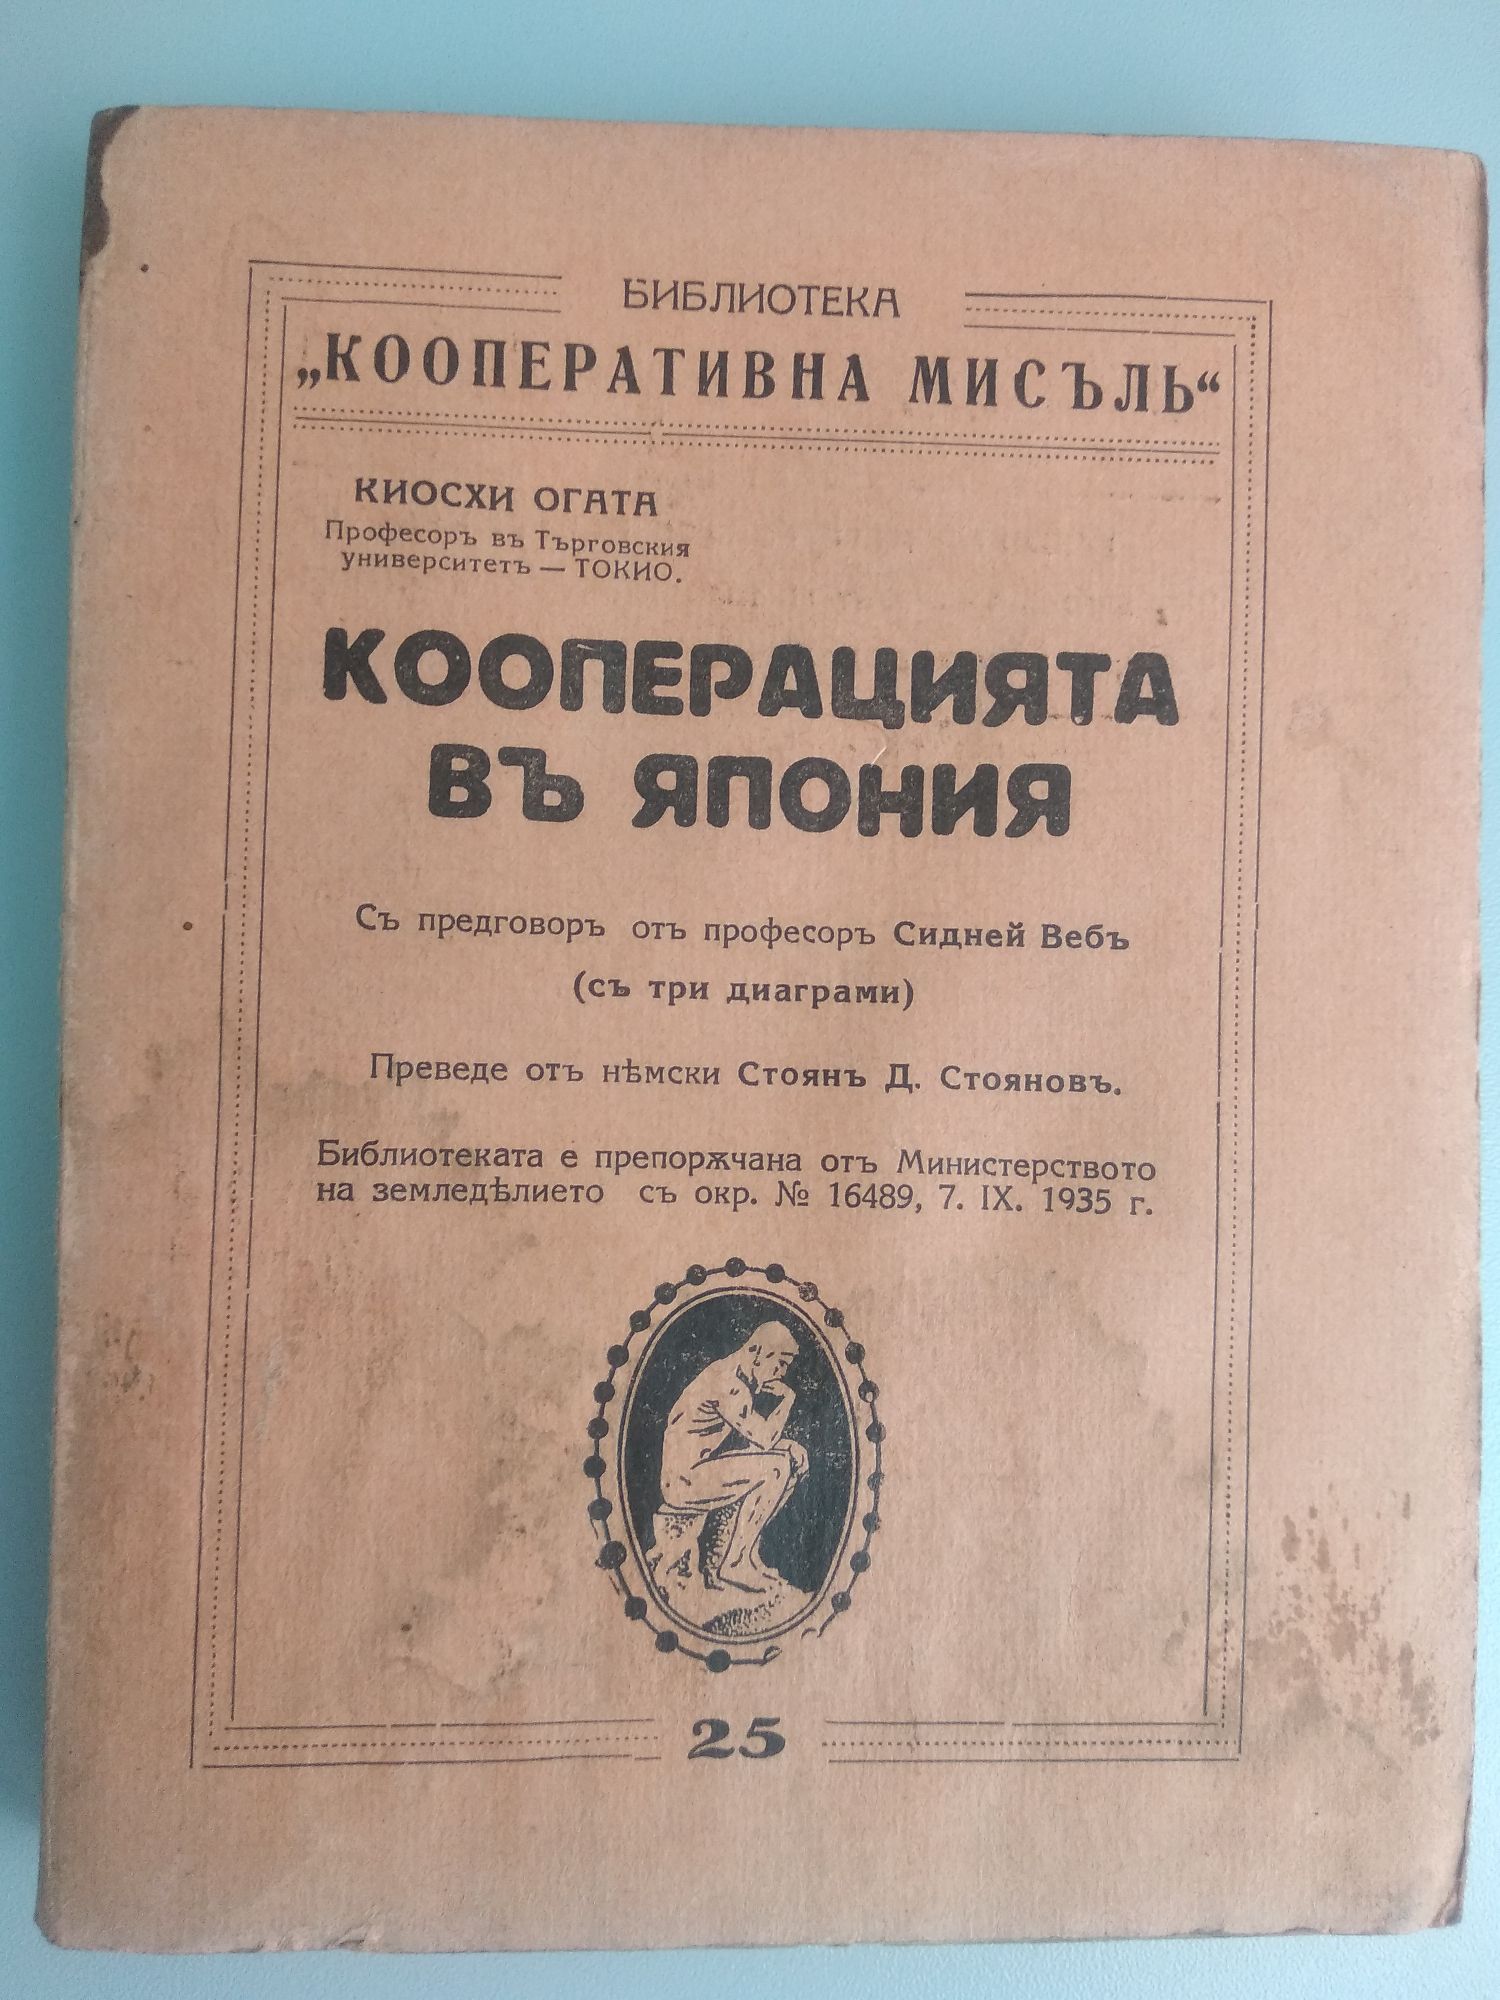 БИБЛИОТЕКА
„КООПЕРАТИВНА МИСЪЛЬ“
КИОСХИ ОГАТА
Професоръ въ Търговския
университетъ — ТОКИО.
КООПЕРАЦИЯТА
ВЪ ЯПОНИЯ
Съ предговоръ отъ професоръ Сидней Вебъ
(съ три диаграми)
Преведе отъ нѣмски Стоянъ Д. Стояновъ.
Библиотеката е препорѫчана отъ Министерството
на земледѣлието съ окр. № 16489, 7. IX. 1935 г.
25